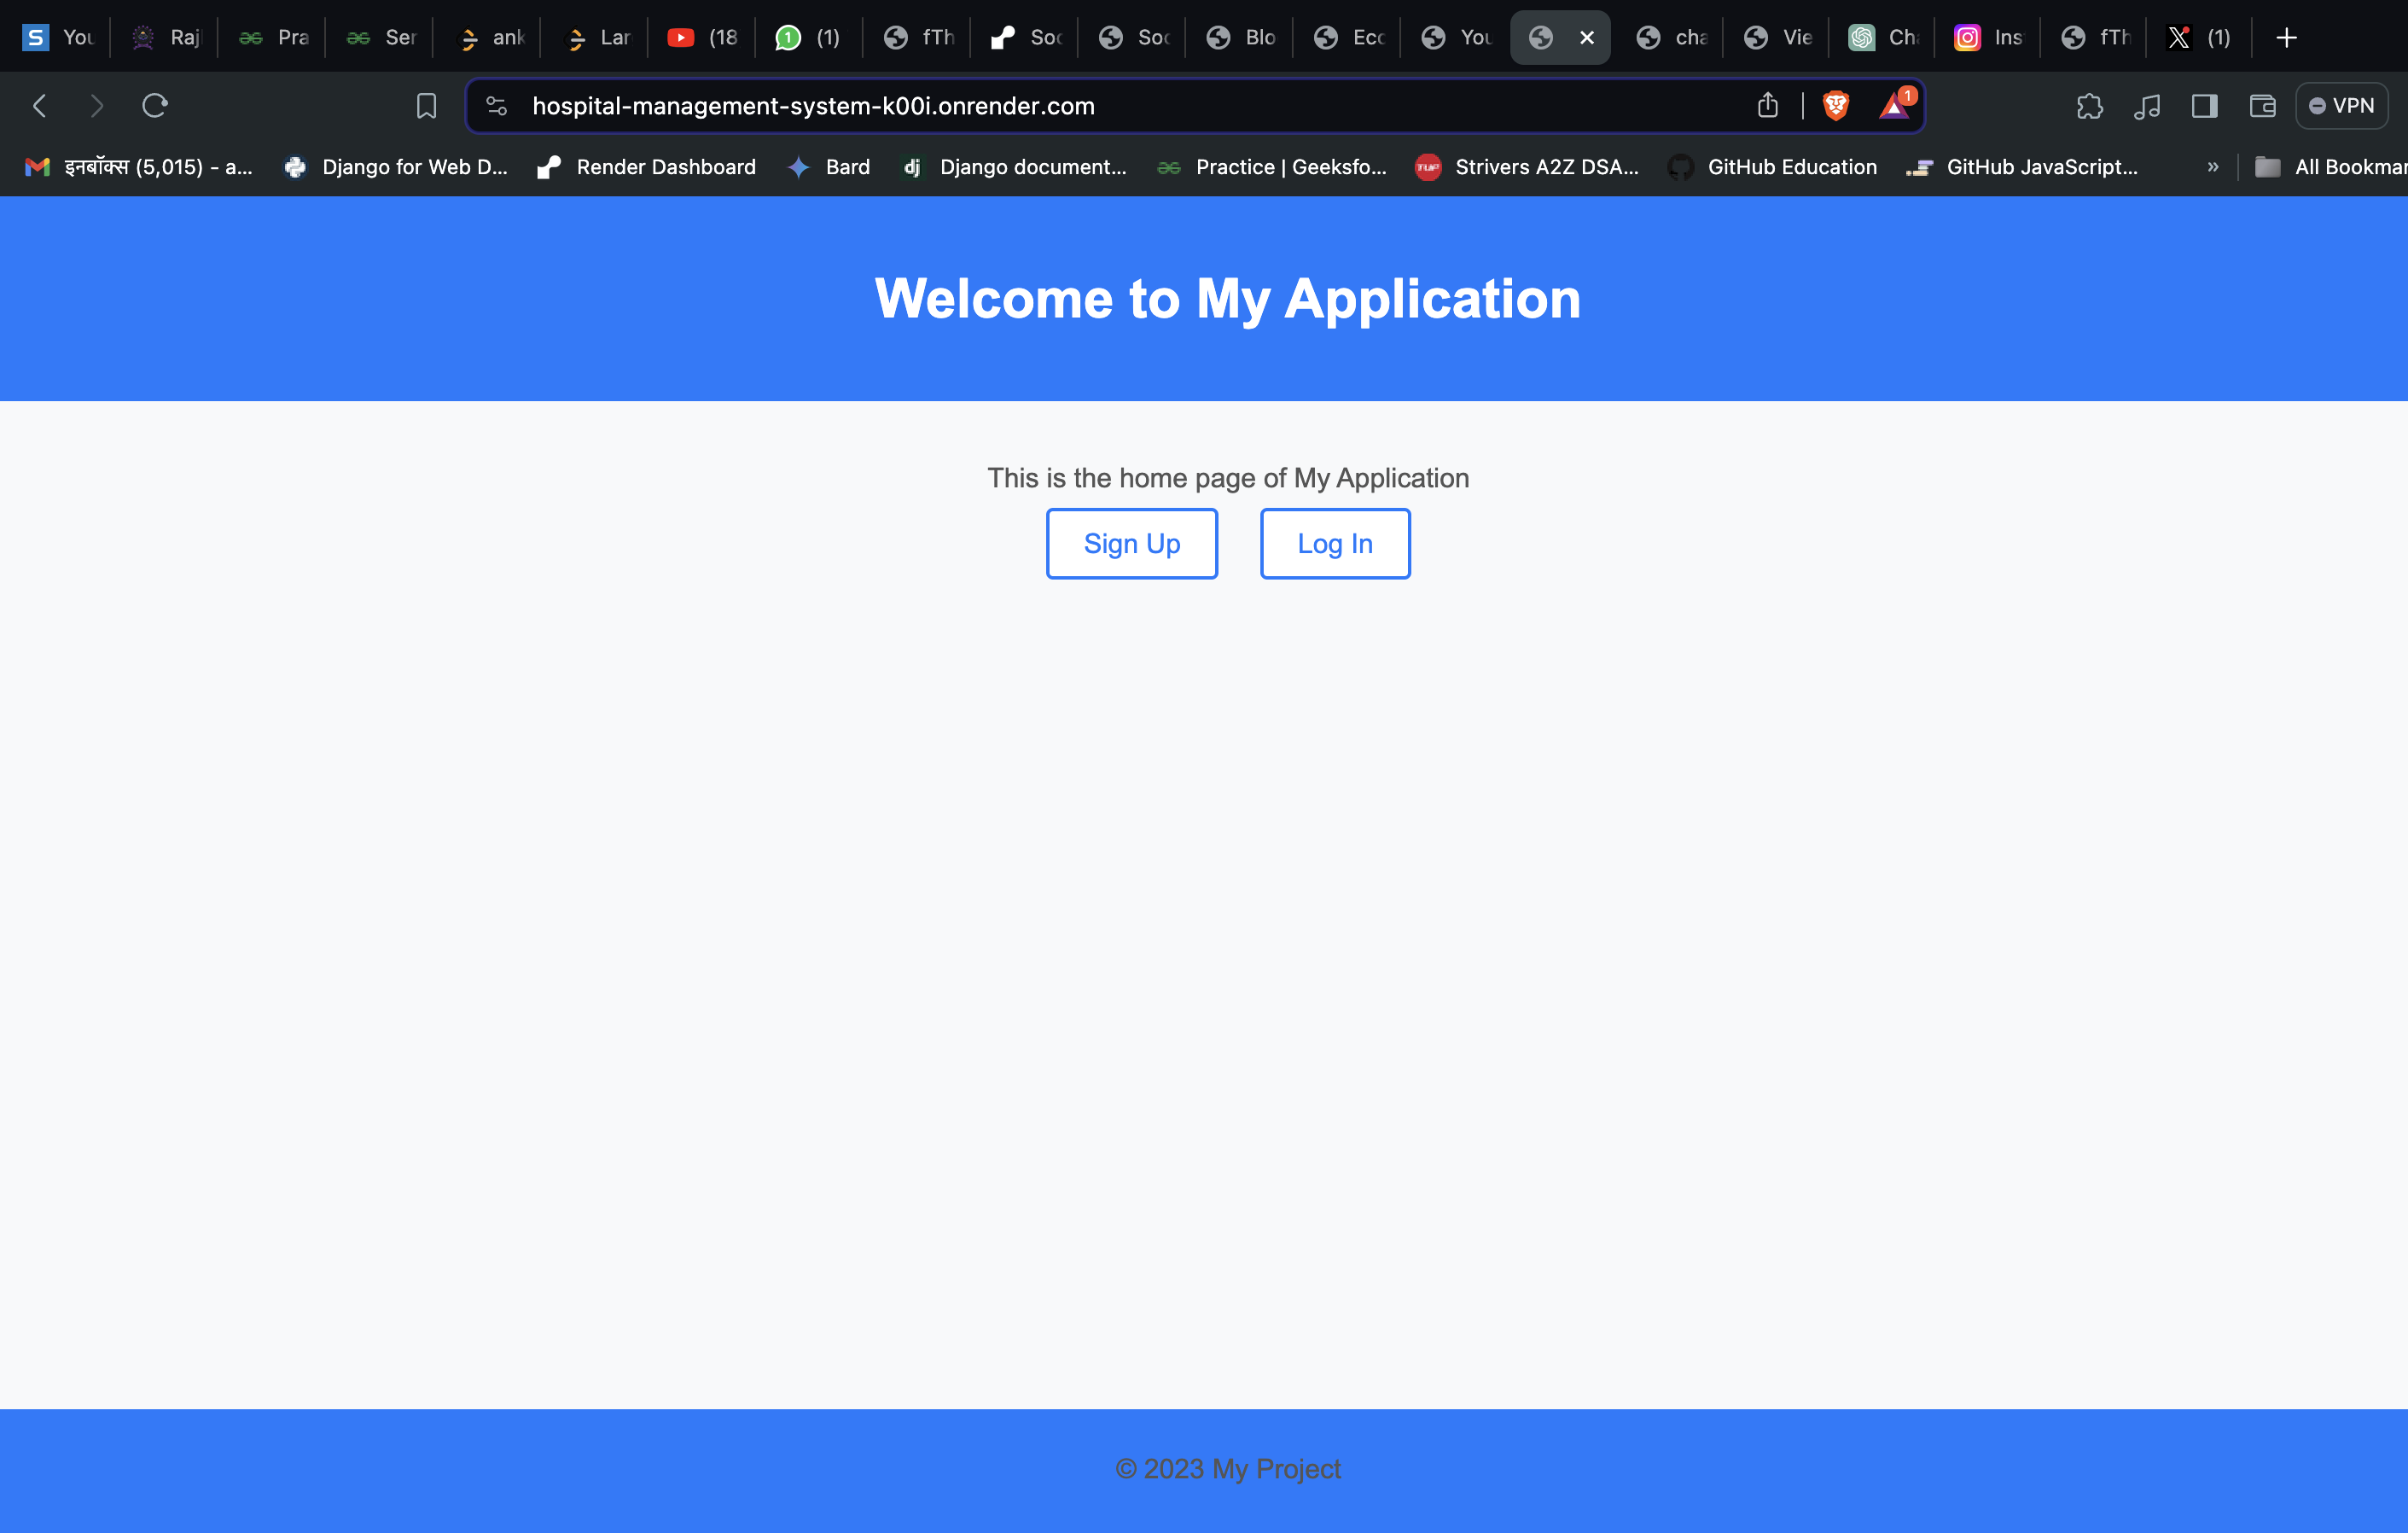 You Raj Pra Ser ank Lar (18 (1) fTh Soc Soc Blo Ecc You cha Vie Cha Ins fTh (1)
hospital-management-system-k00i.onrender.com 1 VPN
इनबॉक्स (5,015) - a... Django for Web D... Render Dashboard Bard Django document... Practice | Geeksfo... Strivers A2Z DSA... GitHub Education GitHub JavaScript... » All Bookmar
Welcome to My Application
This is the home page of My Application
Sign Up Log In
© 2023 My Project